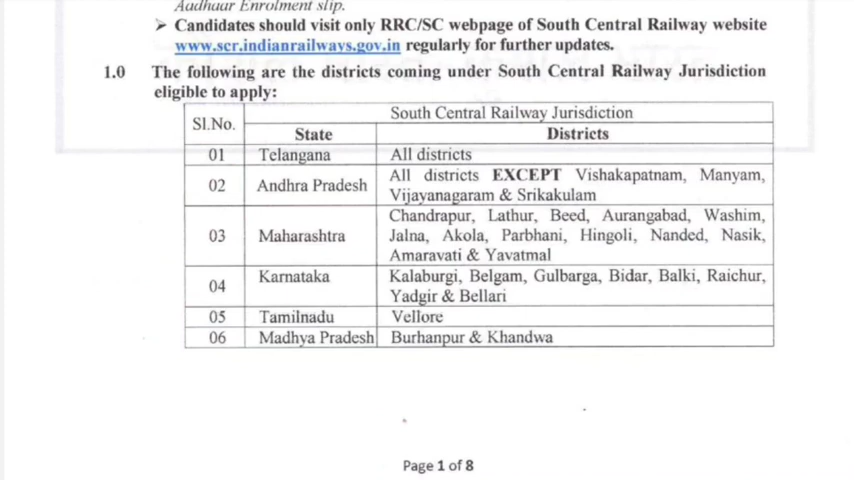 Aadhaar Enrolment slip.
➢ Candidates should visit only RRC/SC webpage of South Central Railway website
www.scr.indianrailways.gov.in regularly for further updates.
1.0 The following are the districts coming under South Central Railway Jurisdiction
eligible to apply:
Sl.No. South Central Railway Jurisdiction
State Districts
01 Telangana All districts
02 Andhra Pradesh All districts EXCEPT Vishakapatnam, Manyam,
Vijayanagaram & Srikakulam
03 Maharashtra Chandrapur, Lathur, Beed, Aurangabad, Washim,
Jalna, Akola, Parbhani, Hingoli, Nanded, Nasik,
Amaravati & Yavatmal
04 Karnataka Kalaburgi, Belgam, Gulbarga, Bidar, Balki, Raichur,
Yadgir & Bellari
05 Tamilnadu Vellore
06 Madhya Pradesh Burhanpur & Khandwa
Page 1 of 8